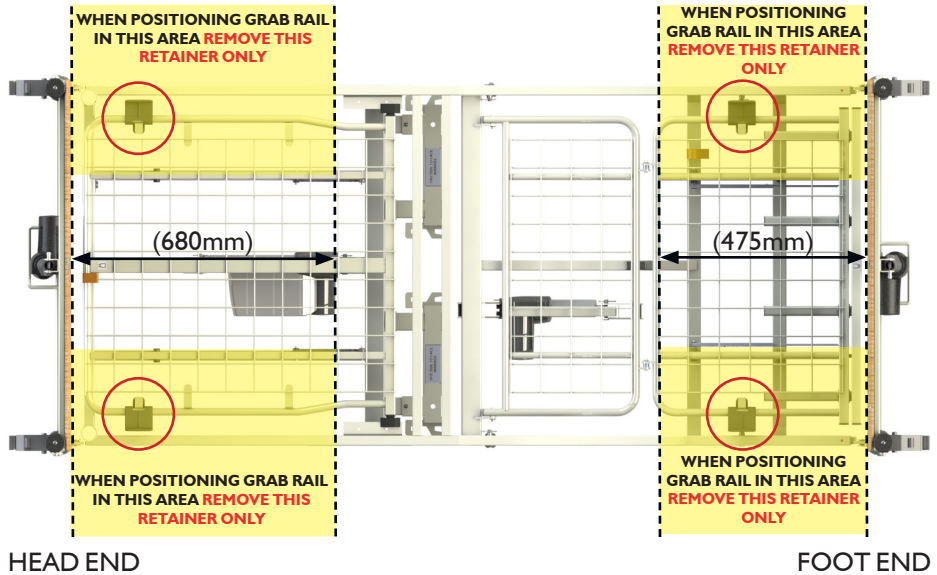 WHEN POSITIONING GRAB RAIL
IN THIS AREA REMOVE THIS
RETAINER ONLY
WHEN POSITIONING
GRAB RAIL IN THIS AREA
REMOVE THIS RETAINER
ONLY
(680mm)
(475mm)
WHEN POSITIONING GRAB RAIL
IN THIS AREA REMOVE THIS
RETAINER ONLY
WHEN POSITIONING
GRAB RAIL IN THIS AREA
REMOVE THIS RETAINER
ONLY
HEAD END
FOOT END